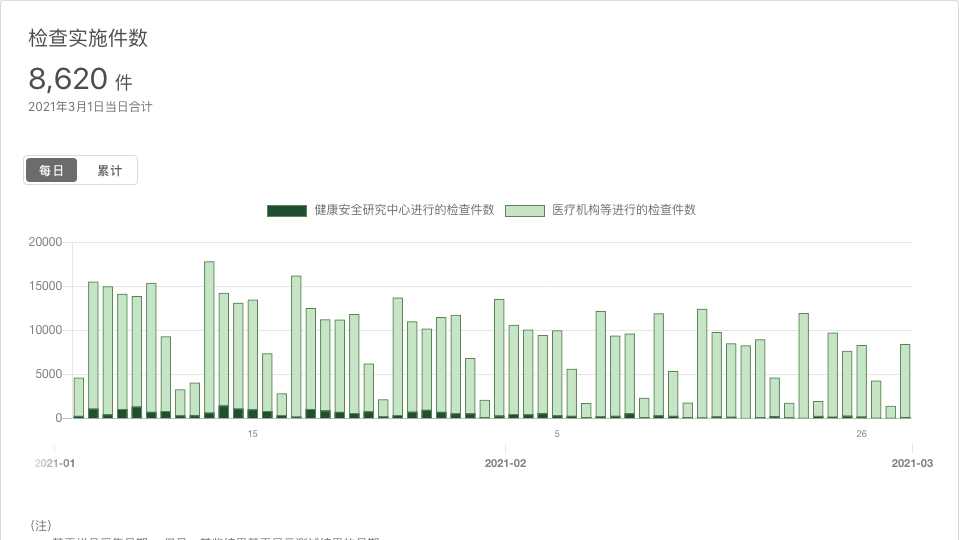 检查实施件数
8,620 件
2021年3月1日当日合计
每日 累计
健康安全研究中心进行的检查件数 医疗机构等进行的检查件数
20000
15000
10000
5000
0
15 5 26
2021-01 2021-02 2021-03
(注)